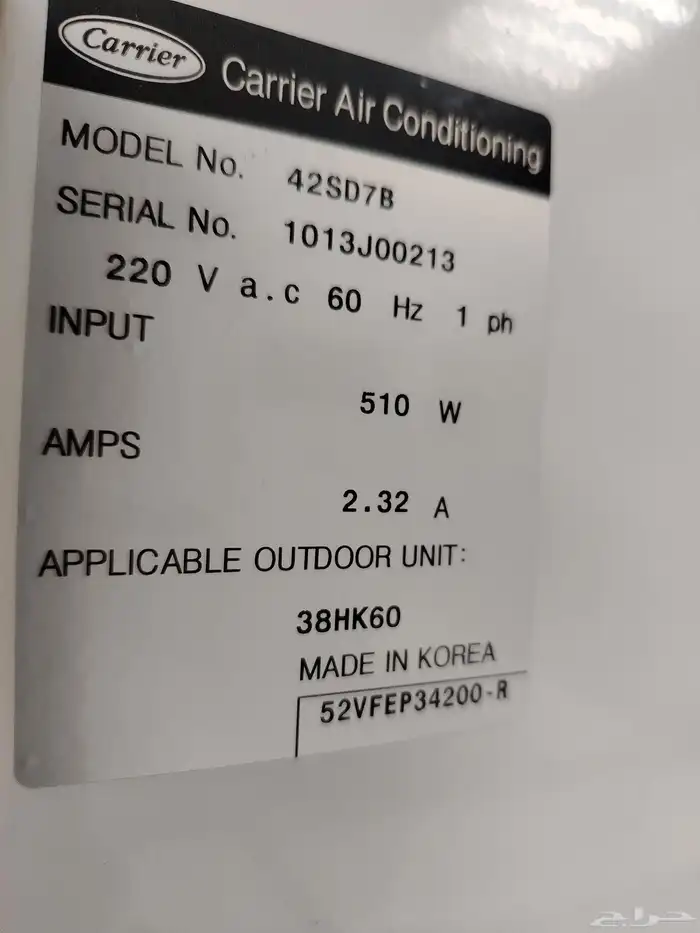 Carrier
Carrier Air Conditioning
MODEL No. 42SD7B
SERIAL No. 1013J00213
220 V a.c 60 Hz 1 ph
INPUT
510 W
AMPS
2.32 A
APPLICABLE OUTDOOR UNIT:
38HK60
MADE IN KOREA
52VFEP34200-R
حراج